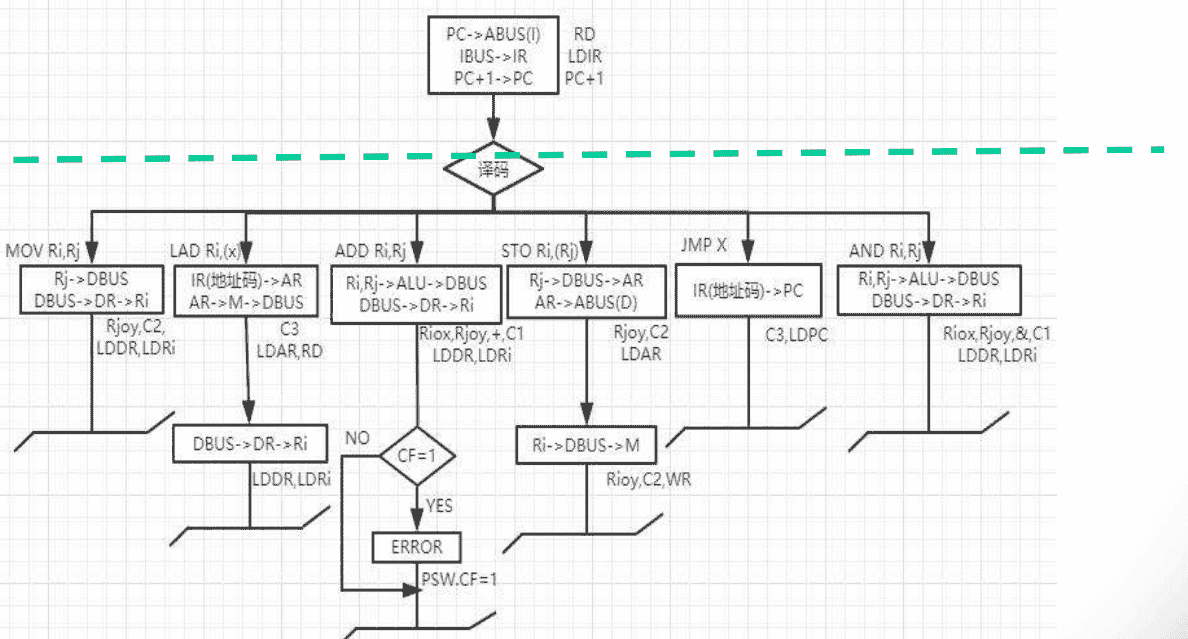 PC->ABUS(I)
IBUS->IR
PC+1->PC
RD
LDIR
PC+1
译码
MOV Ri,Rj
Rj->DBUS
DBUS->DR->Ri
Rjoy,C2,
LDDR,LDRi
LAD Ri,(x)
IR(地址码)->AR
AR->M->DBUS
C3
LDAR,RD
DBUS->DR->Ri
LDDR,LDRi
ADD Ri,Rj
Ri,Rj->ALU->DBUS
DBUS->DR->Ri
Riox,Rjoy,+,C1
LDDR,LDRi
CF=1
NO
YES
ERROR
PSW.CF=1
STO Ri,(Rj)
Rj->DBUS->AR
AR->ABUS(D)
Rjoy,C2
LDAR
Ri->DBUS->M
Rioy,C2,WR
JMP X
IR(地址码)->PC
C3,LDPC
AND Ri,Rj
Ri,Rj->ALU->DBUS
DBUS->DR->Ri
Riox,Rjoy,&,C1
LDDR,LDRi